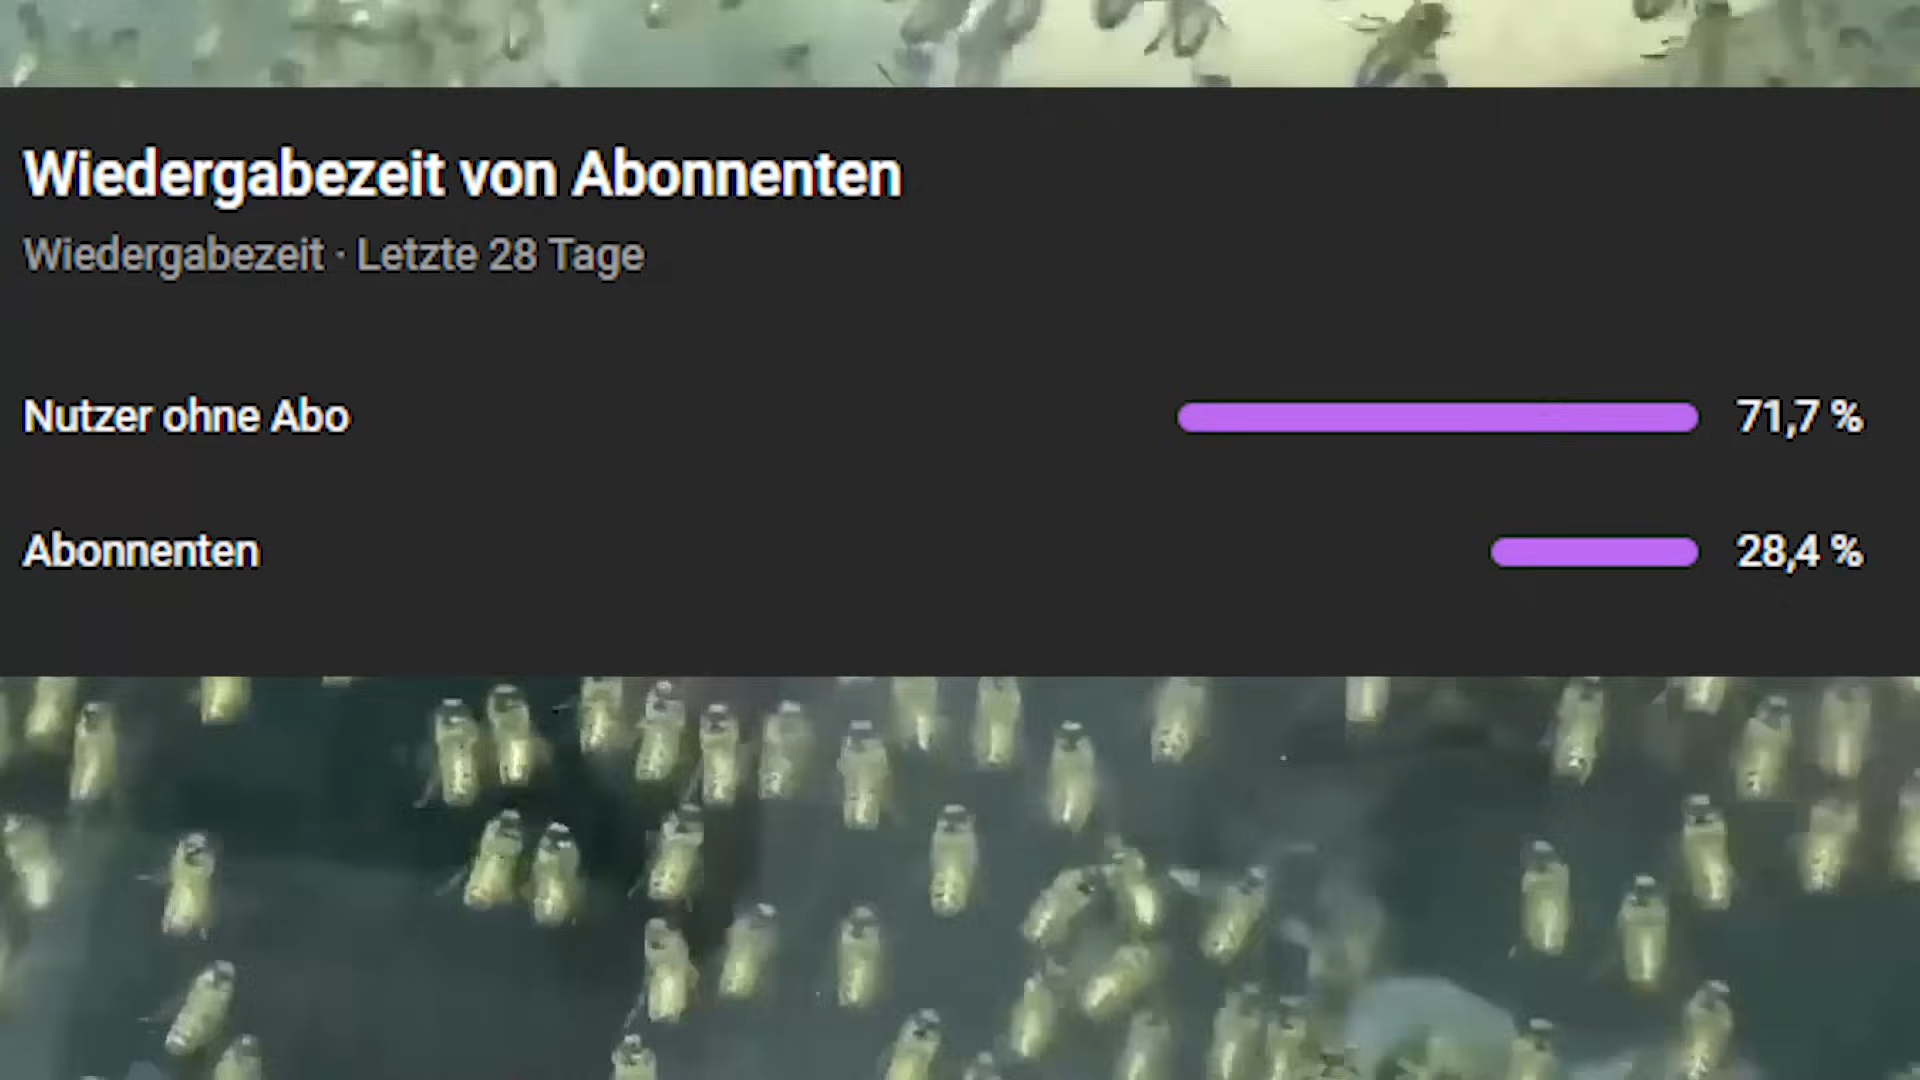 Wiedergabezeit von Abonnenten
Wiedergabezeit · Letzte 28 Tage
Nutzer ohne Abo 71,7 %
Abonnenten 28,4 %